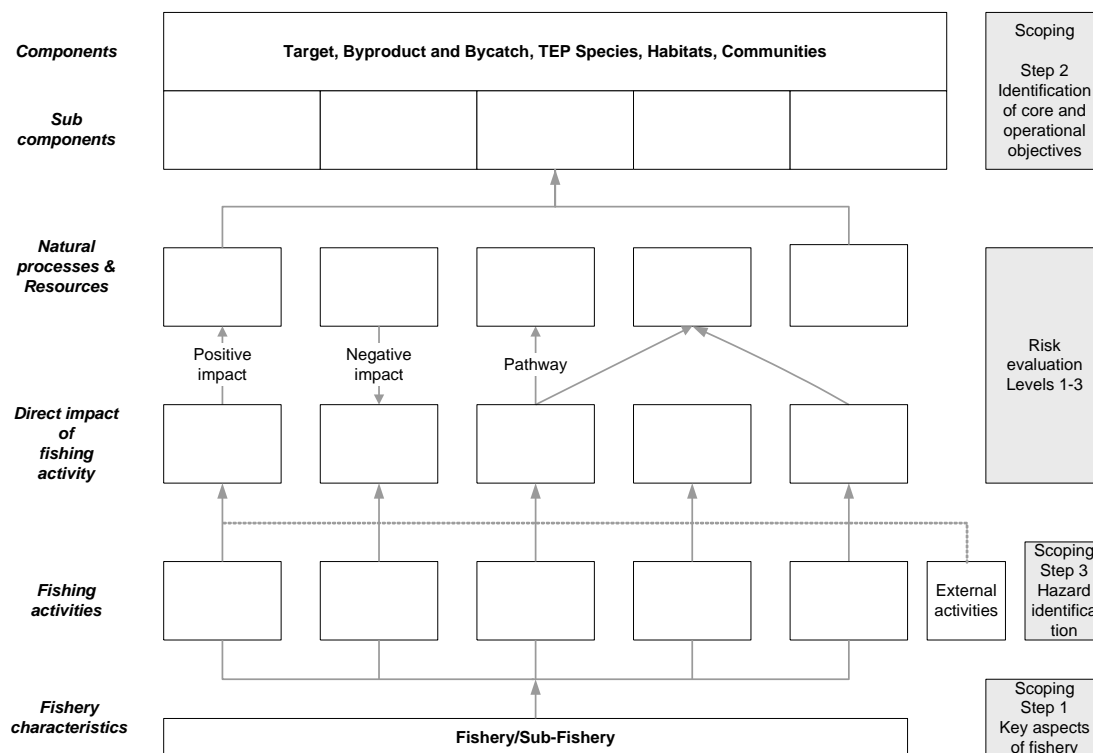 Components
Target, Byproduct and Bycatch, TEP Species, Habitats, Communities
Scoping
Step 2
Identification
of core and
operational
objectives
Sub
components
Natural
processes &
Resources
Positive
impact
Negative
impact
Pathway
Risk
evaluation
Levels 1-3
Direct impact
of
fishing
activity
Fishing
activities
External
activities
Scoping
Step 3
Hazard
identifica
tion
Fishery
characteristics
Fishery/Sub-Fishery
Scoping
Step 1
Key aspects
of fishery